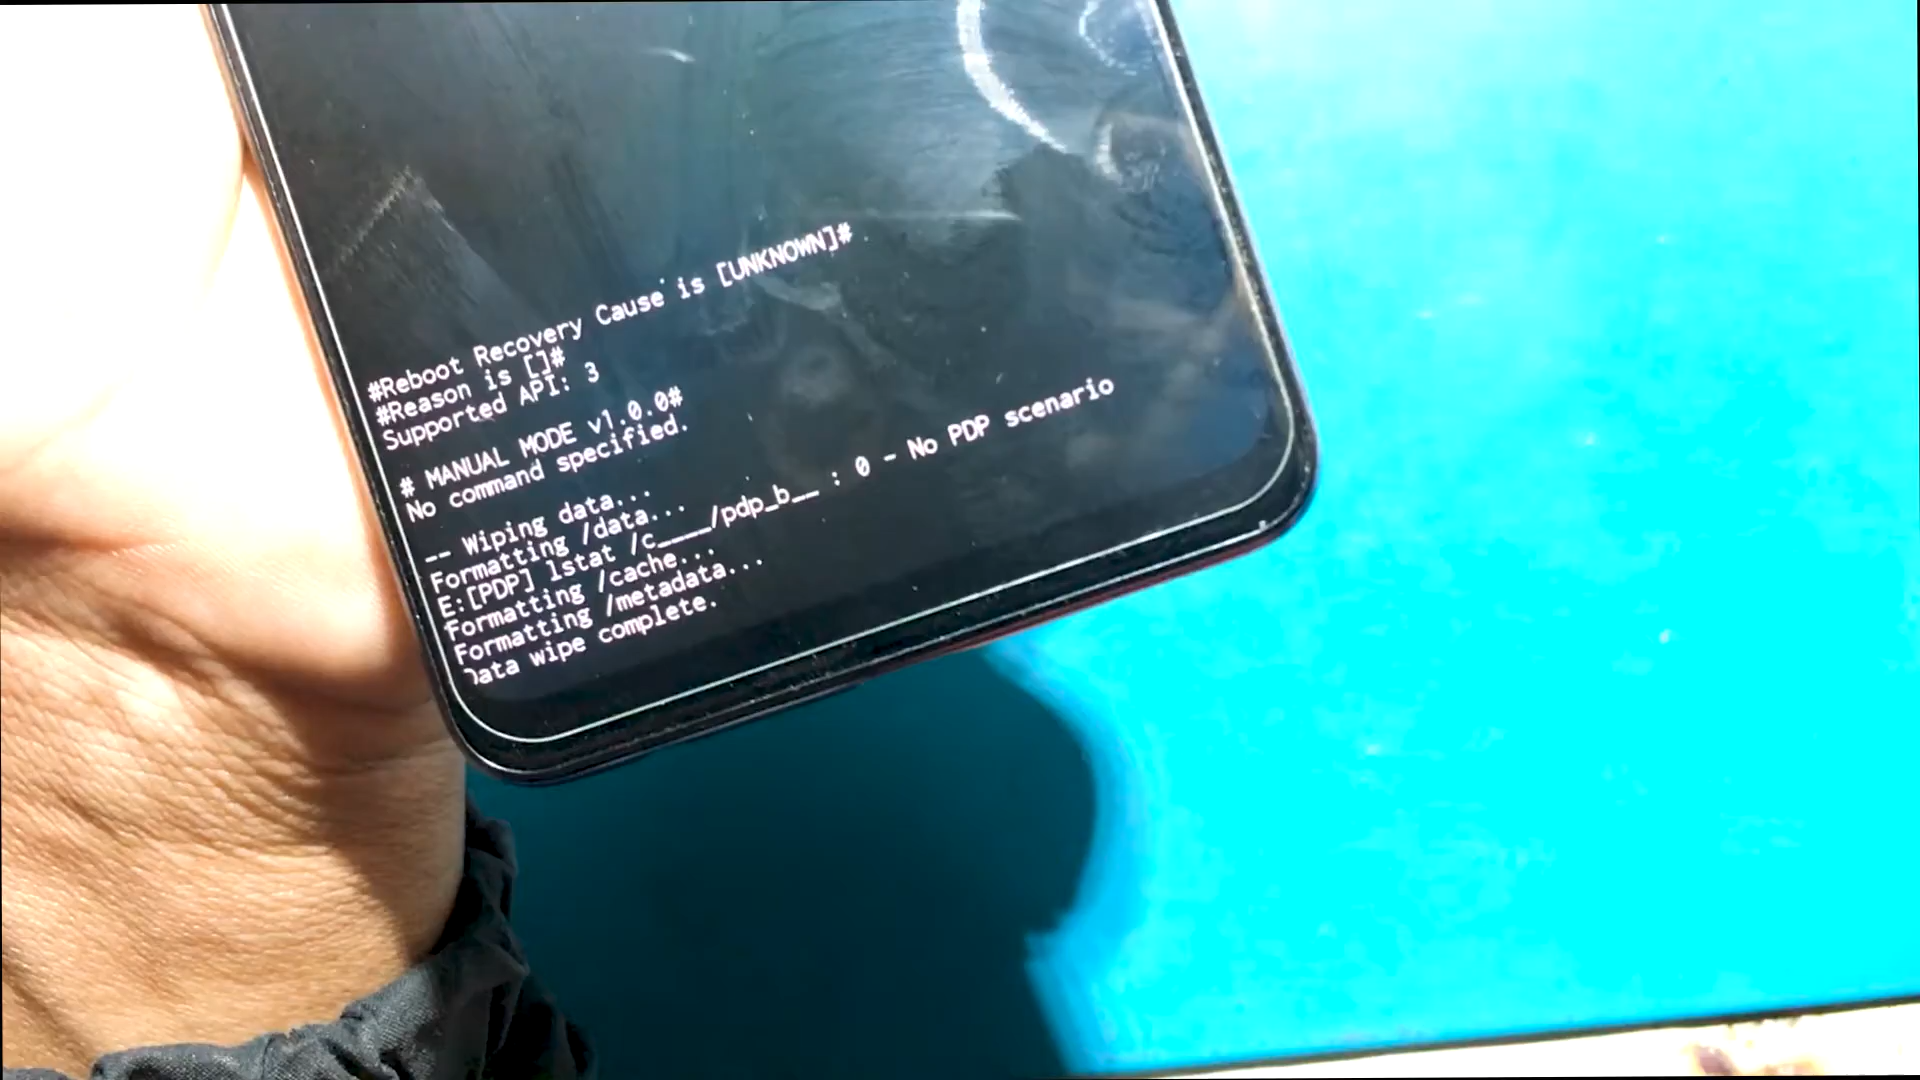 #Reboot Recovery Cause is [UNKNOWN]#
#Reason is []#
Supported API: 3
# MANUAL MODE v1.0.0#
No command specified.
-- Wiping data...
Formatting /data...
E:[PDP] lstat /c____/pdp_b__ : 0 - No PDP scenario
Formatting /cache...
Formatting /metadata...
Data wipe complete.